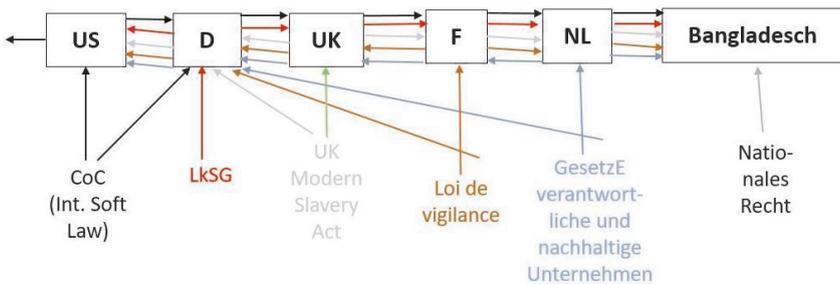 US
D
UK
F
NL
Bangladesch
CoC
(Int. Soft
Law)
LkSG
UK
Modern
Slavery
Act
Loi de
vigilance
GesetzE
verantwort-
liche und
nachhaltige
Unternehmen
Natio-
nales
Recht